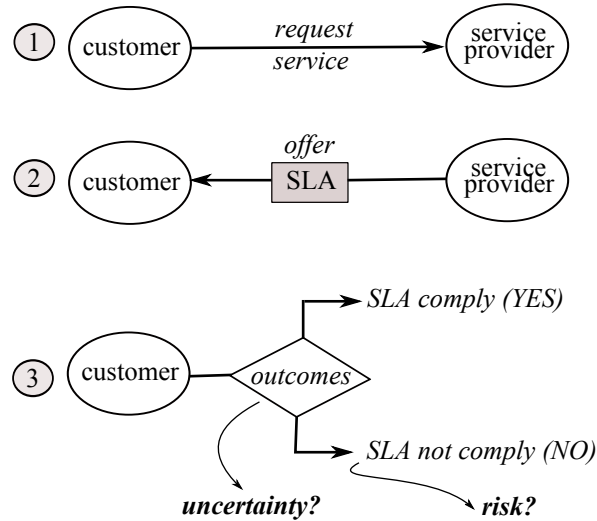 1
customer
request
service
service
provider
2
customer
offer
SLA
service
provider
SLA comply (YES)
3
customer
outcomes
SLA not comply (NO)
uncertainty?
risk?